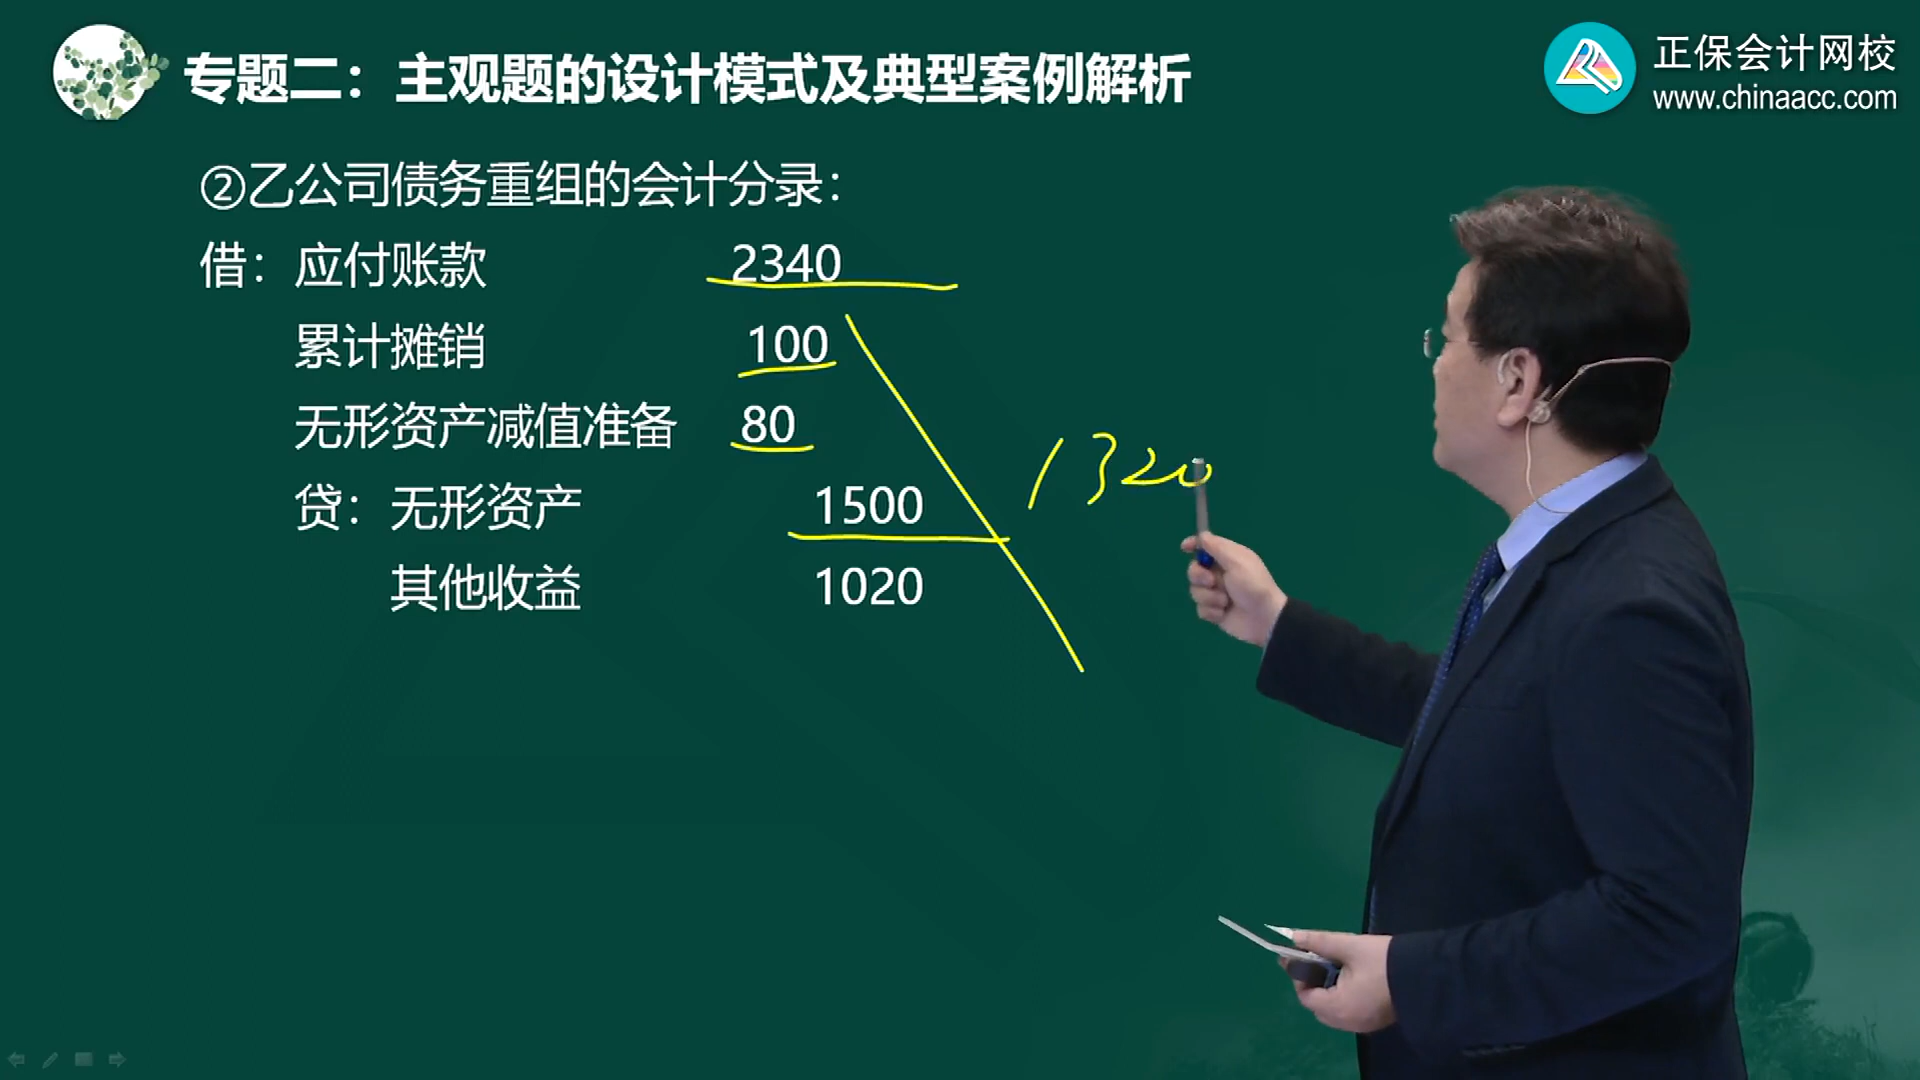 专题二：主观题的设计模式及典型案例解析
正保会计网校
www.chinaacc.com
②乙公司债务重组的会计分录：
借：应付账款 2340
累计摊销 100
无形资产减值准备 80
贷：无形资产 1500
其他收益 1020
1320